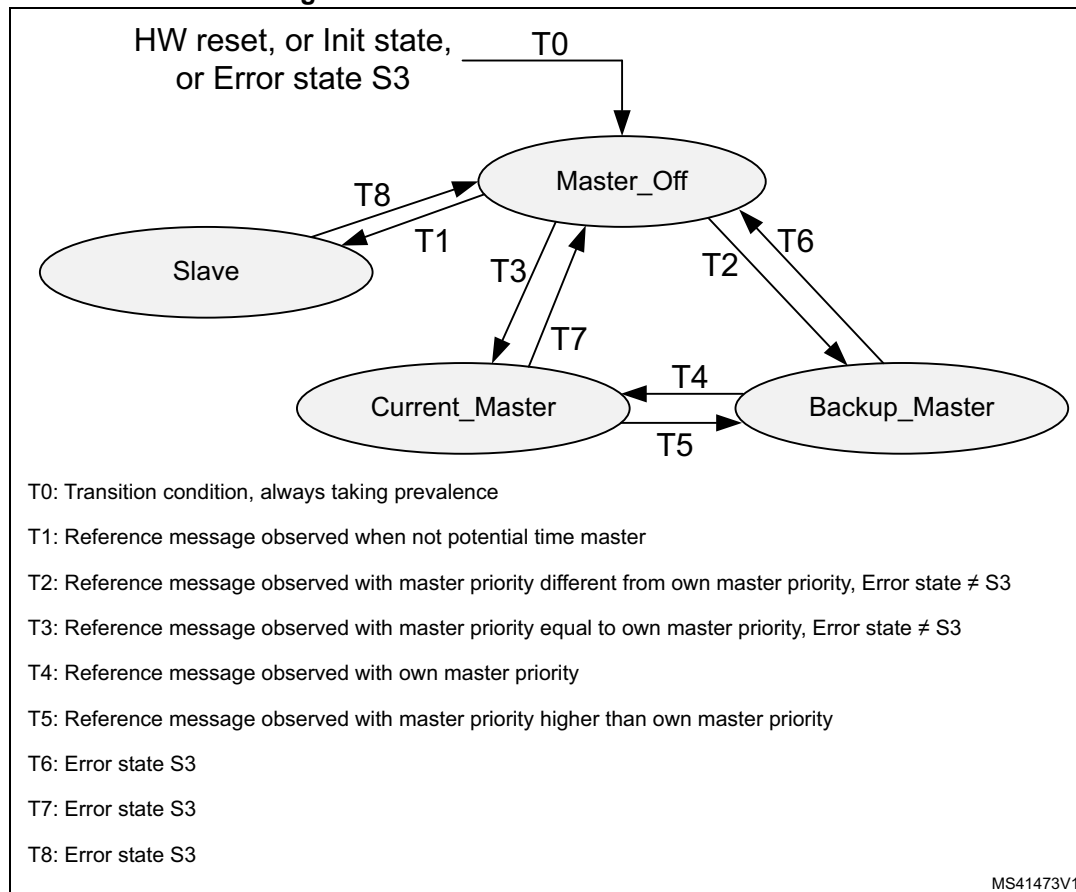 HW reset, or Init state,
or Error state S3
T0
Master_Off
T8
T1
Slave
T3
T7
T2
T6
Current_Master
T4
T5
Backup_Master
T0: Transition condition, always taking prevalence
T1: Reference message observed when not potential time master
T2: Reference message observed with master priority different from own master priority, Error state ≠ S3
T3: Reference message observed with master priority equal to own master priority, Error state ≠ S3
T4: Reference message observed with own master priority
T5: Reference message observed with master priority higher than own master priority
T6: Error state S3
T7: Error state S3
T8: Error state S3
MS41473V1